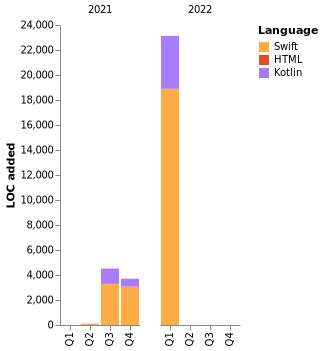 2021 2022
Language
Swift
HTML
Kotlin
LOC added
24,000
22,000
20,000
18,000
16,000
14,000
12,000
10,000
8,000
6,000
4,000
2,000
0
Q1 Q2 Q3 Q4 Q1 Q2 Q3 Q4